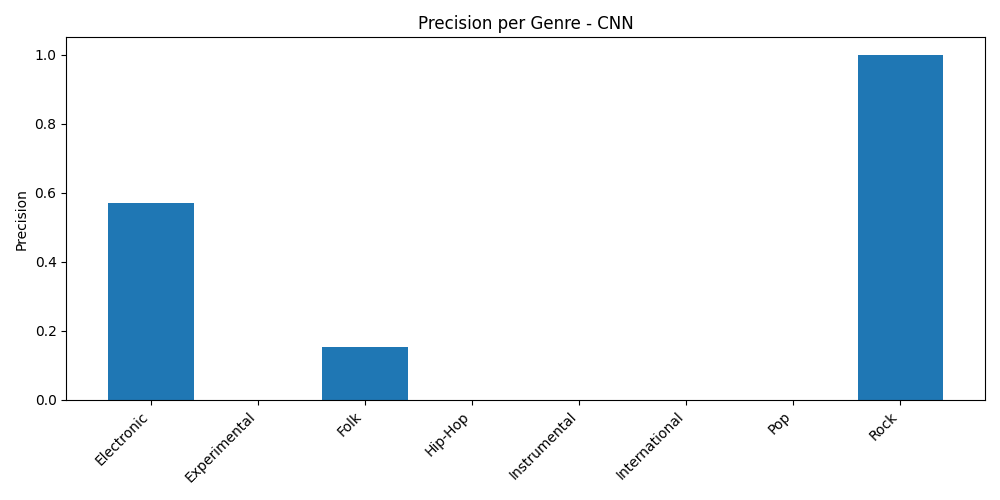 Precision per Genre - CNN
Precision
1.0
0.8
0.6
0.4
0.2
0.0
Electronic
Experimental
Folk
Hip-Hop
Instrumental
International
Pop
Rock